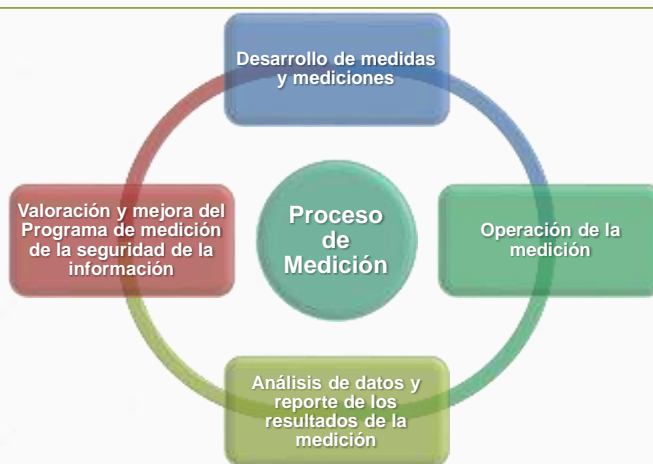 Desarrollo de medidas
y mediciones
Valoración y mejora del
Programa de medición
de la seguridad de la
información
Proceso
de
Medición
Operación de la
medición
Análisis de datos y
reporte de los
resultados de la
medición